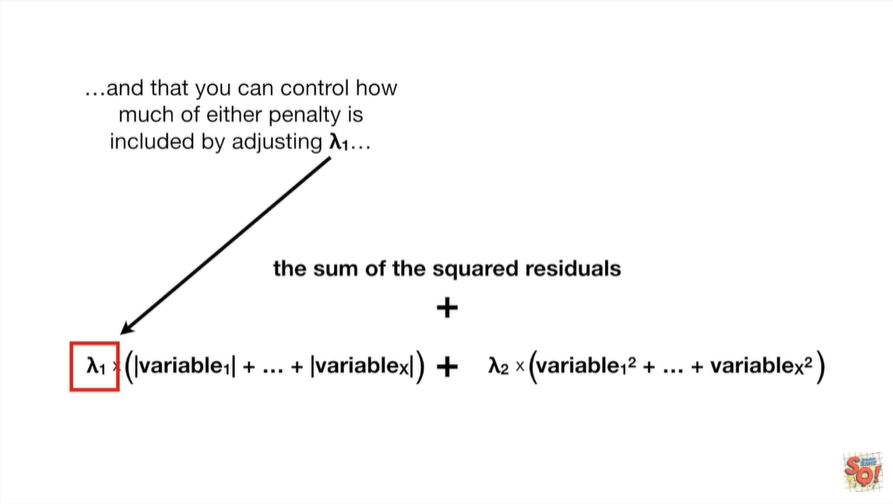 …and that you can control how
much of either penalty is
included by adjusting λ₁…
the sum of the squared residuals
+
λ₁ × (|variable₁| + … + |variableₓ|) + λ₂ × (variable₁² + … + variableₓ²)
SQ!